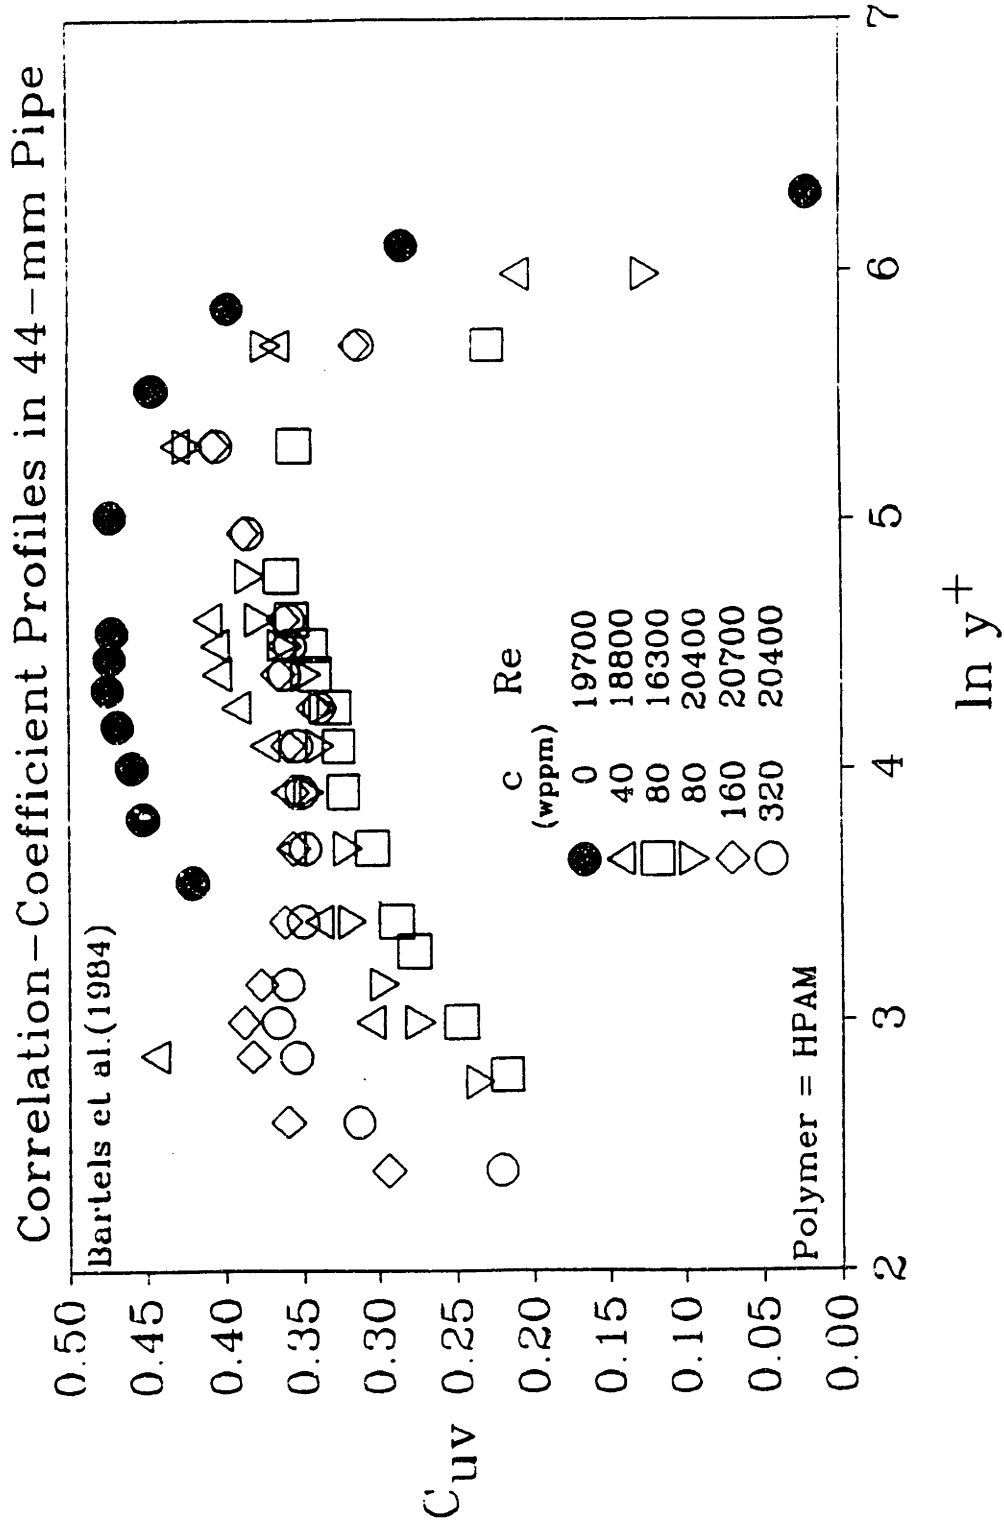 Correlation-Coefficient Profiles in 44-mm Pipe
Bartels et al.(1984)
0.50
0.45
0.40
0.35
0.30
0.25
0.20
0.15
0.10
0.05
0.00
Cuv
c Re
(wppm)
0 19700
40 18800
80 16300
80 20400
160 20700
320 20400
Polymer = HPAM
2 3 4 5 6 7
ln y+